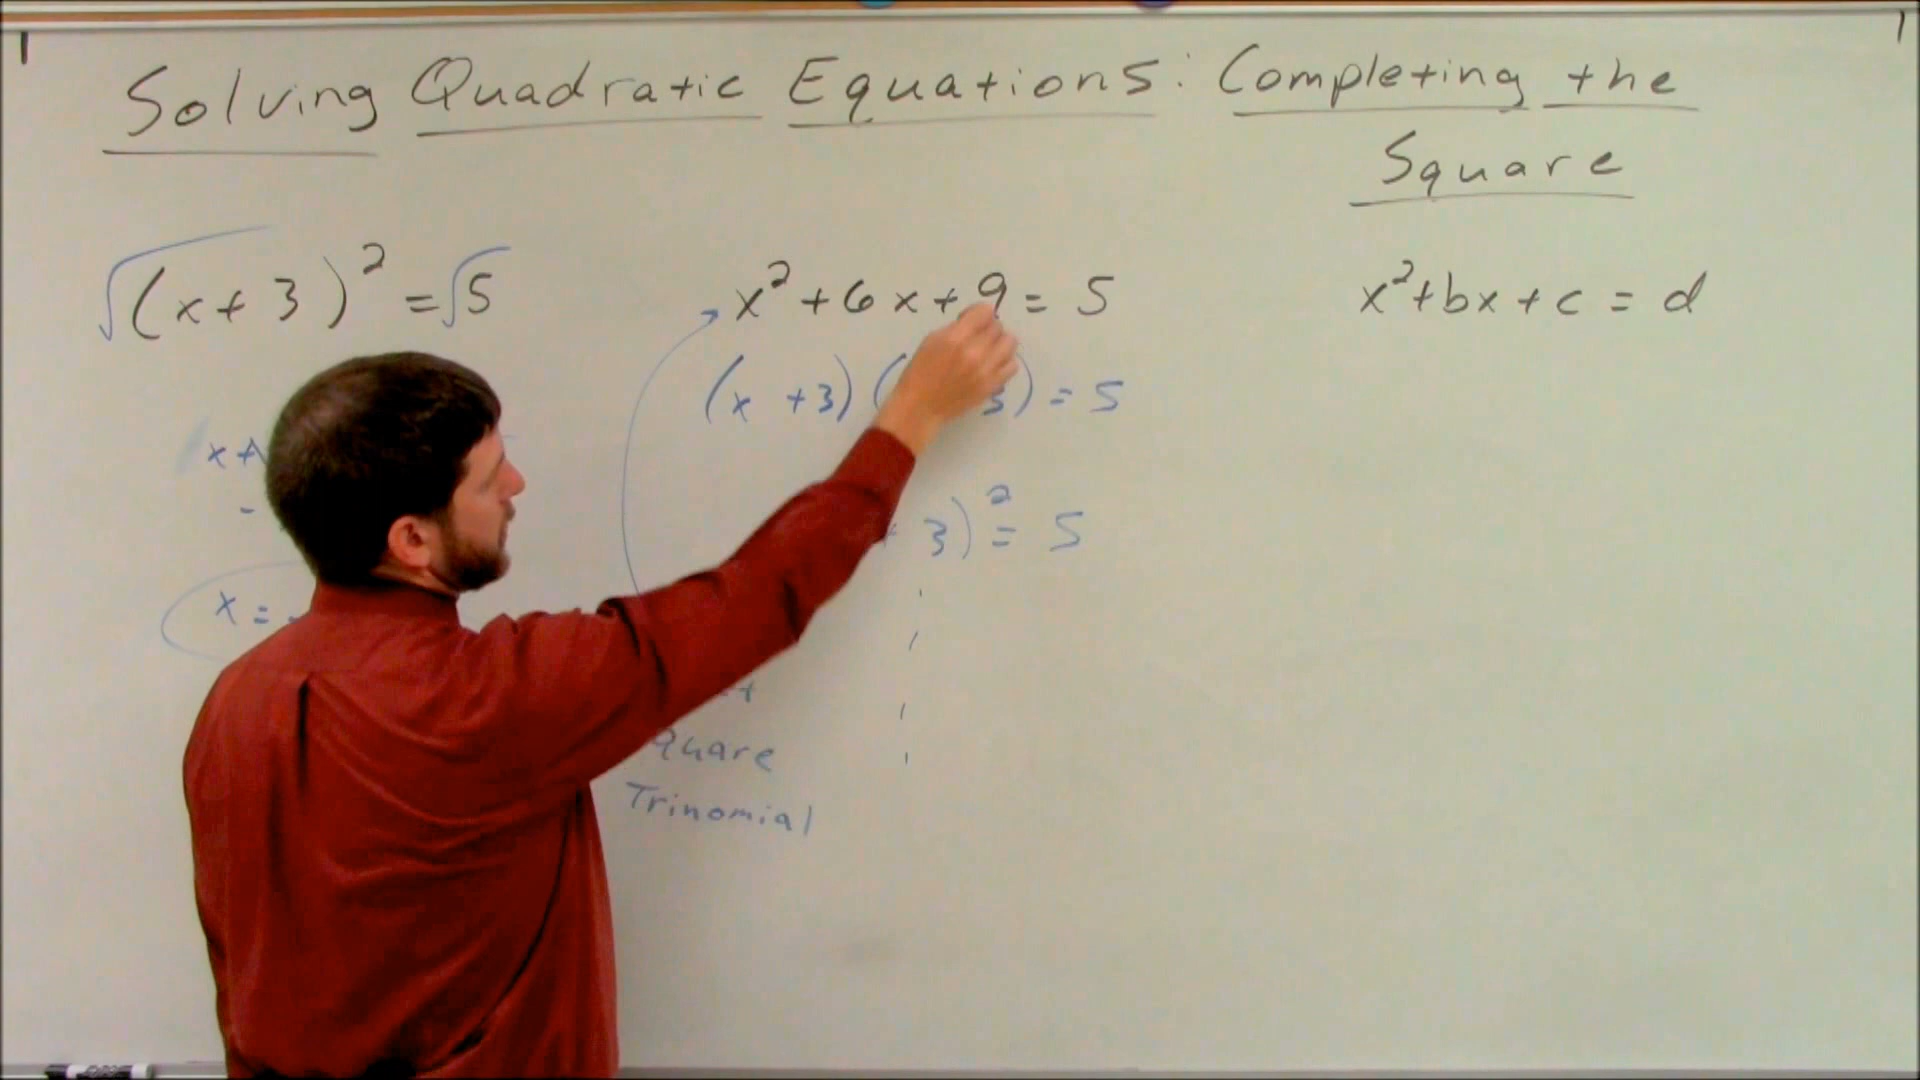 Solving Quadratic Equations: Completing the
Square
√(x+3)² = √5
x +
-
x = -
x² + 6x + 9 = 5
(x +3)( 3) = 5
3)² = 5
Trinomial
x² + bx + c = d